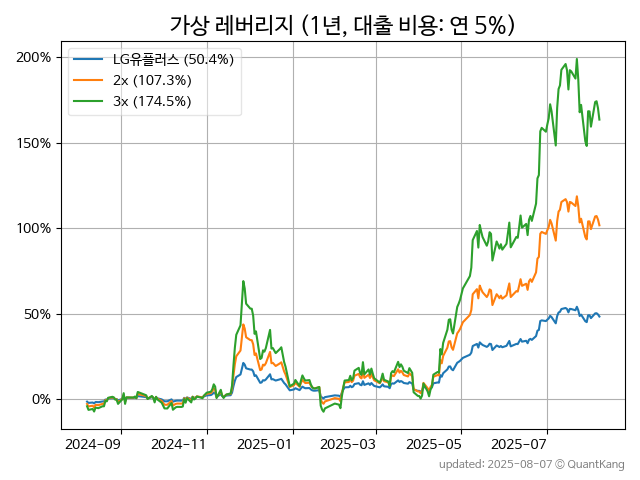 가상 레버리지 (1년, 대출 비용: 연 5%)
LG유플러스 (50.4%)
2x (107.3%)
3x (174.5%)
200%
150%
100%
50%
0%
2024-09 2024-11 2025-01 2025-03 2025-05 2025-07
updated: 2025-08-07 © QuantKang